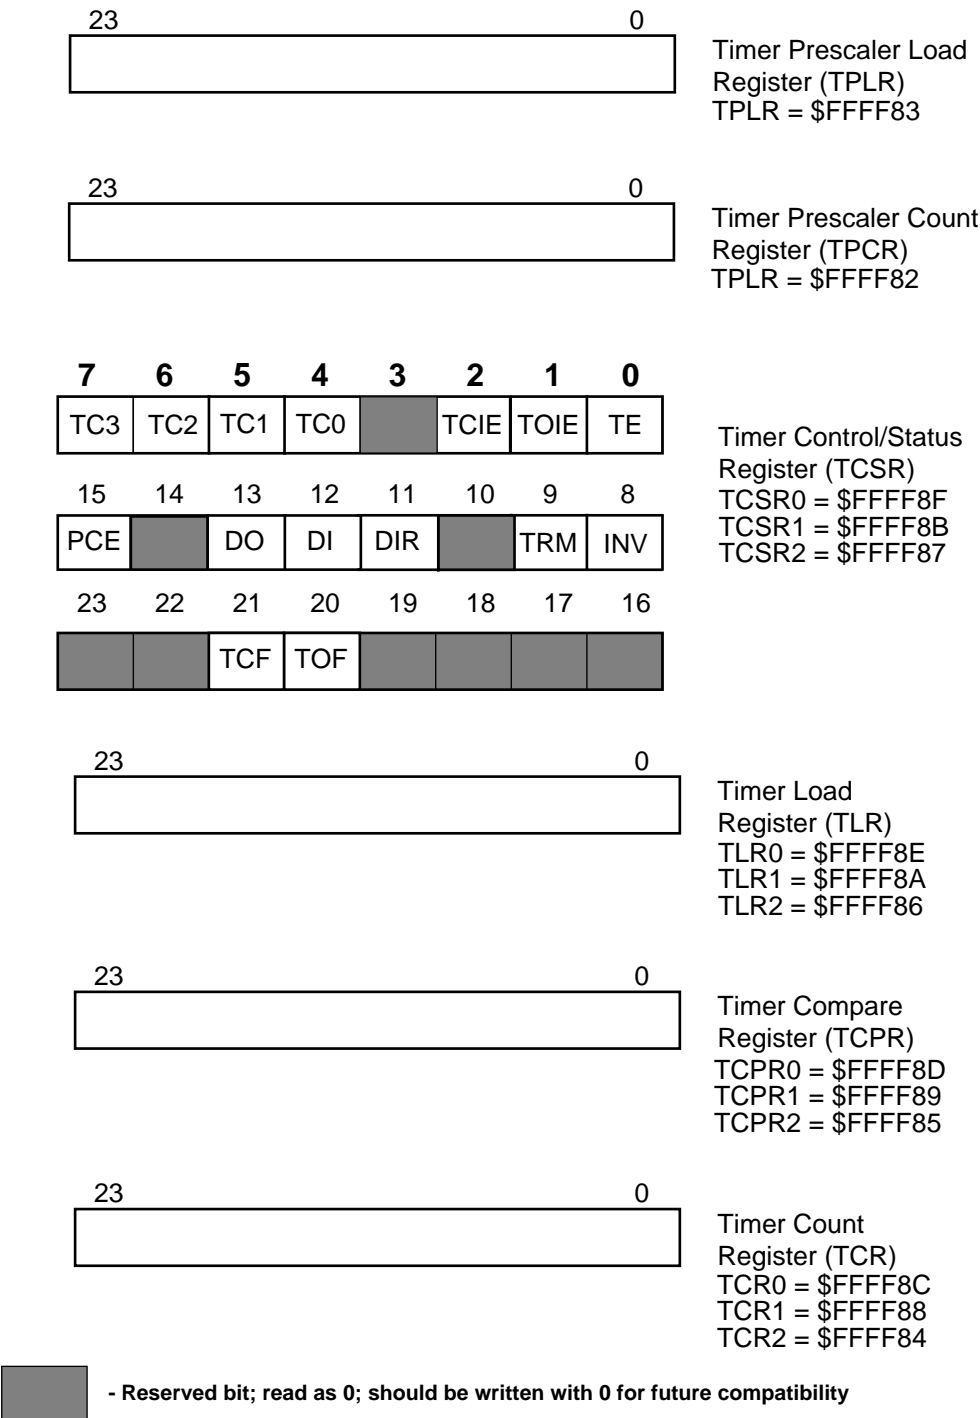 23 0
Timer Prescaler Load
Register (TPLR)
TPLR = $FFFF83
23 0
Timer Prescaler Count
Register (TPCR)
TPLR = $FFFF82
7 6 5 4 3 2 1 0
TC3 TC2 TC1 TC0 TCIE TOIE TE
15 14 13 12 11 10 9 8
PCE DO DI DIR TRM INV
23 22 21 20 19 18 17 16
TCF TOF
Timer Control/Status
Register (TCSR)
TCSR0 = $FFFF8F
TCSR1 = $FFFF8B
TCSR2 = $FFFF87
23 0
Timer Load
Register (TLR)
TLR0 = $FFFF8E
TLR1 = $FFFF8A
TLR2 = $FFFF86
23 0
Timer Compare
Register (TCPR)
TCPR0 = $FFFF8D
TCPR1 = $FFFF89
TCPR2 = $FFFF85
23 0
Timer Count
Register (TCR)
TCR0 = $FFFF8C
TCR1 = $FFFF88
TCR2 = $FFFF84
- Reserved bit; read as 0; should be written with 0 for future compatibility